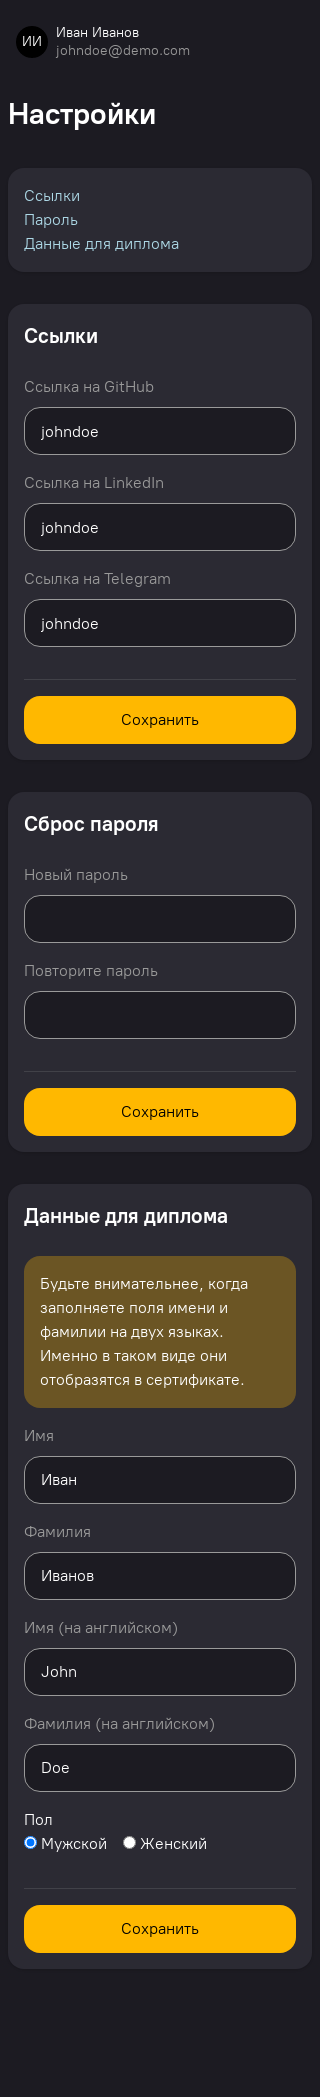 ИИ
Иван Иванов
johndoe@demo.com
Настройки
Ссылки
Пароль
Данные для диплома
Ссылки
Ссылка на GitHub
johndoe
Ссылка на LinkedIn
johndoe
Ссылка на Telegram
johndoe
Сохранить
Сброс пароля
Новый пароль
Повторите пароль
Сохранить
Данные для диплома
Будьте внимательнее, когда
заполняете поля имени и
фамилии на двух языках.
Именно в таком виде они
отобразятся в сертификате.
Имя
Иван
Фамилия
Иванов
Имя (на английском)
John
Фамилия (на английском)
Doe
Пол
Мужской Женский
Сохранить